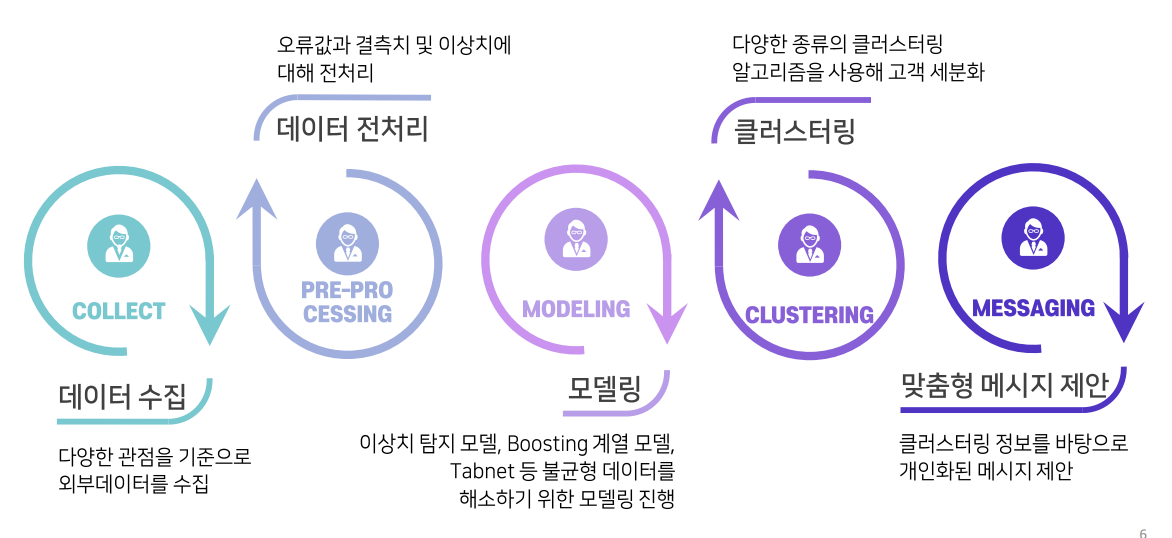 오류값과 결측치 및 이상치에
대해 전처리
데이터 전처리
다양한 종류의 클러스터링
알고리즘을 사용해 고객 세분화
클러스터링
COLLECT
PRE-PRO
CESSING
MODELING
CLUSTERING
MESSAGING
데이터 수집
다양한 관점을 기준으로
외부데이터를 수집
모델링
이상치 탐지 모델, Boosting 계열 모델,
Tabnet 등 불균형 데이터를
해소하기 위한 모델링 진행
맞춤형 메시지 제안
클러스터링 정보를 바탕으로
개인화된 메시지 제안
6